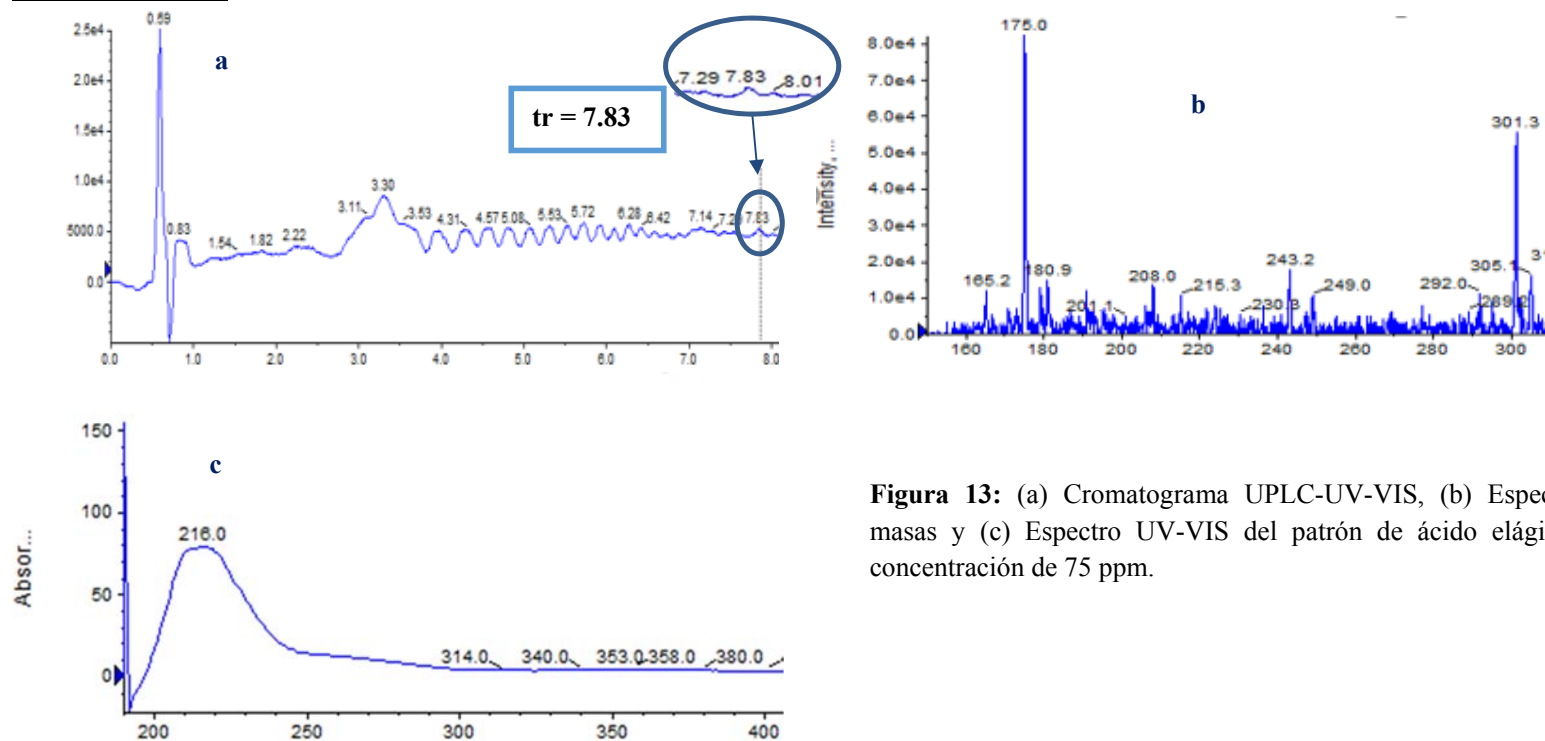 a
2.5e4
2.0e4
1.5e4
1.0e4
5000.0
0.0
0.59
0.83
1.54
1.82
2.22
3.11
3.30
3.53
4.31
4.57
5.08
5.53
5.72
6.28
6.42
7.14
7.83
0.0 1.0 2.0 3.0 4.0 5.0 6.0 7.0 8.0
tr = 7.83
7.29 7.83 8.01
b
Intensity, ...
8.0e4
7.0e4
6.0e4
5.0e4
4.0e4
3.0e4
2.0e4
1.0e4
0.0
165.2
175.0
180.9
201.1
208.0
215.3
243.2
249.0
292.0
301.3
305.1
160 180 200 220 240 260 280 300
c
Absor...
150
100
50
0
216.0
314.0 340.0 353.0 358.0 380.0
200 250 300 350 400
Figura 13: (a) Cromatograma UPLC-UV-VIS, (b) Espec
masas y (c) Espectro UV-VIS del patrón de ácido elági
concentración de 75 ppm.